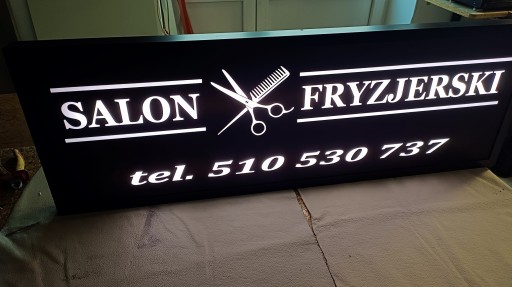 SALON FRYZJERSKI
tel. 510 530 737